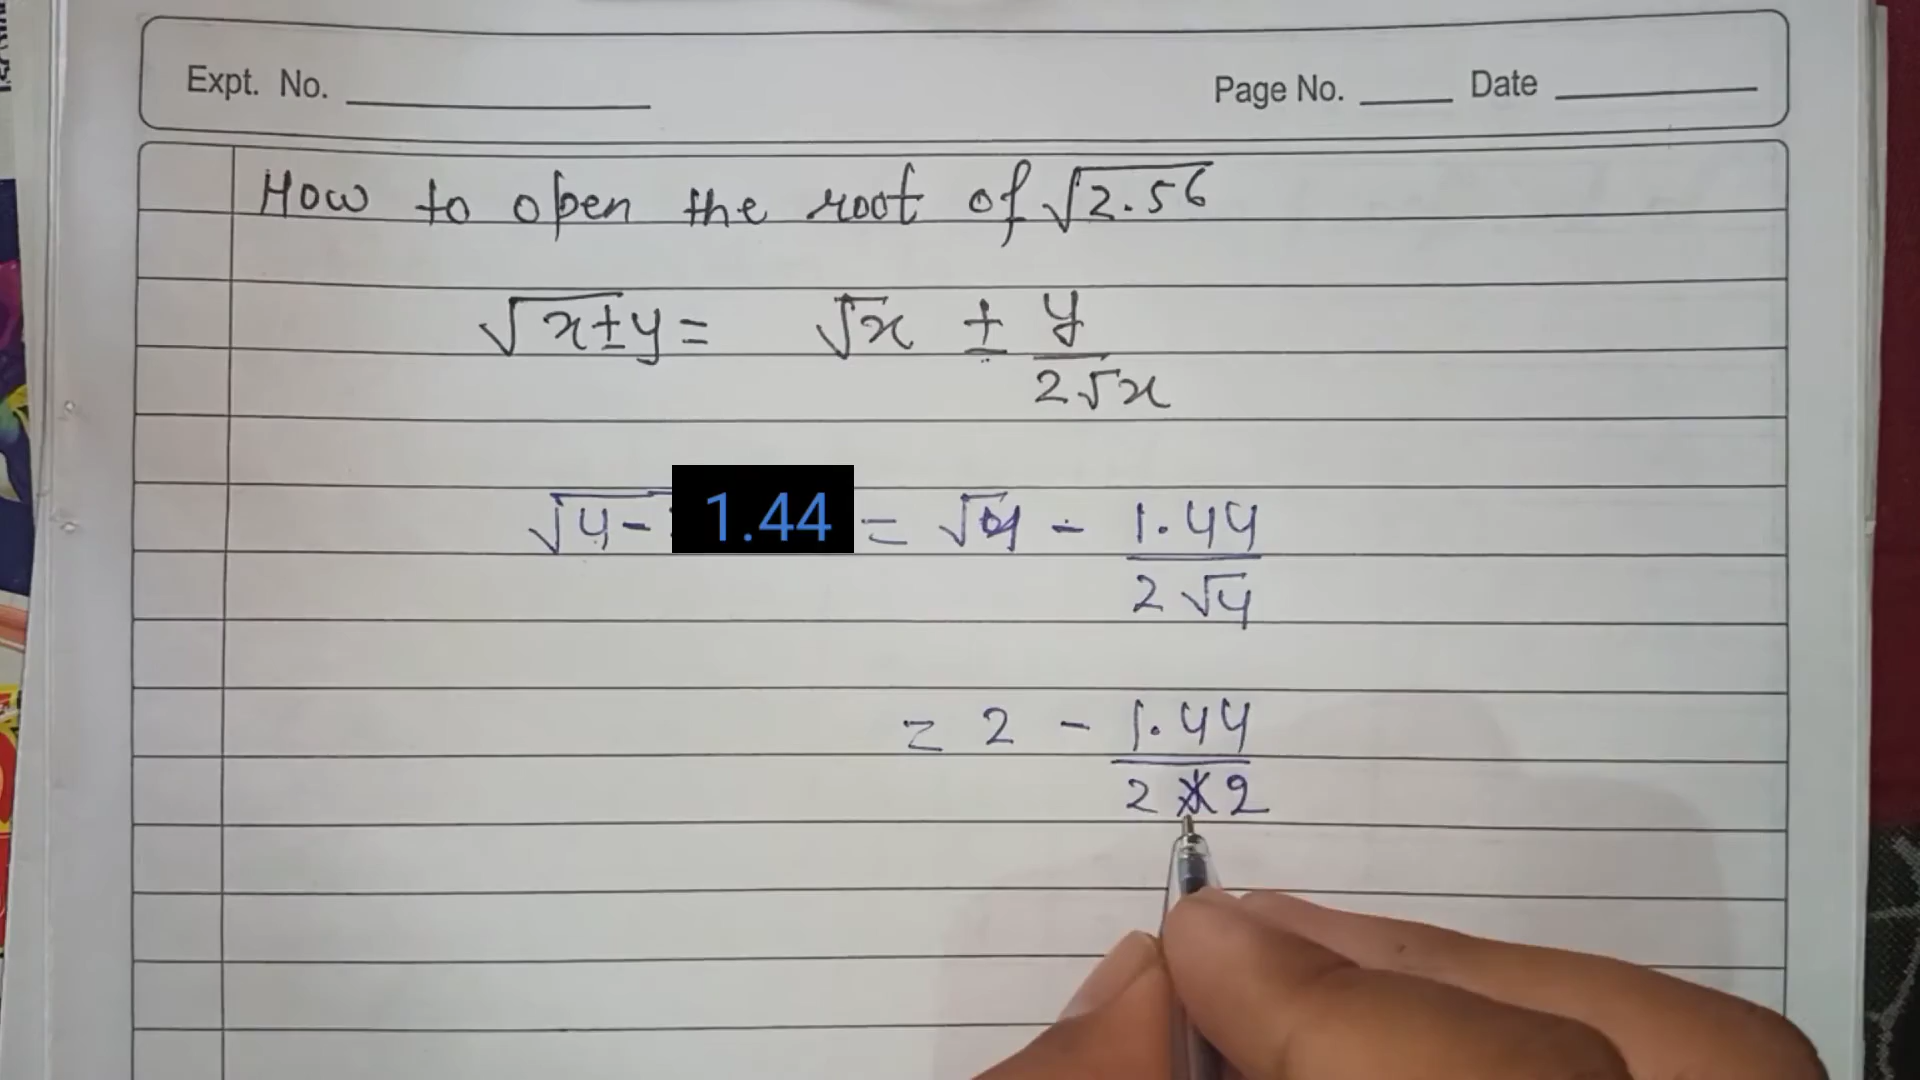 Expt. No. Page No. Date
How to open the root of √2.56
√x±y = √x ± y/2√x
√4- 1.44 = √4 - 1.44/2√4
= 2 - 1.44/2×2